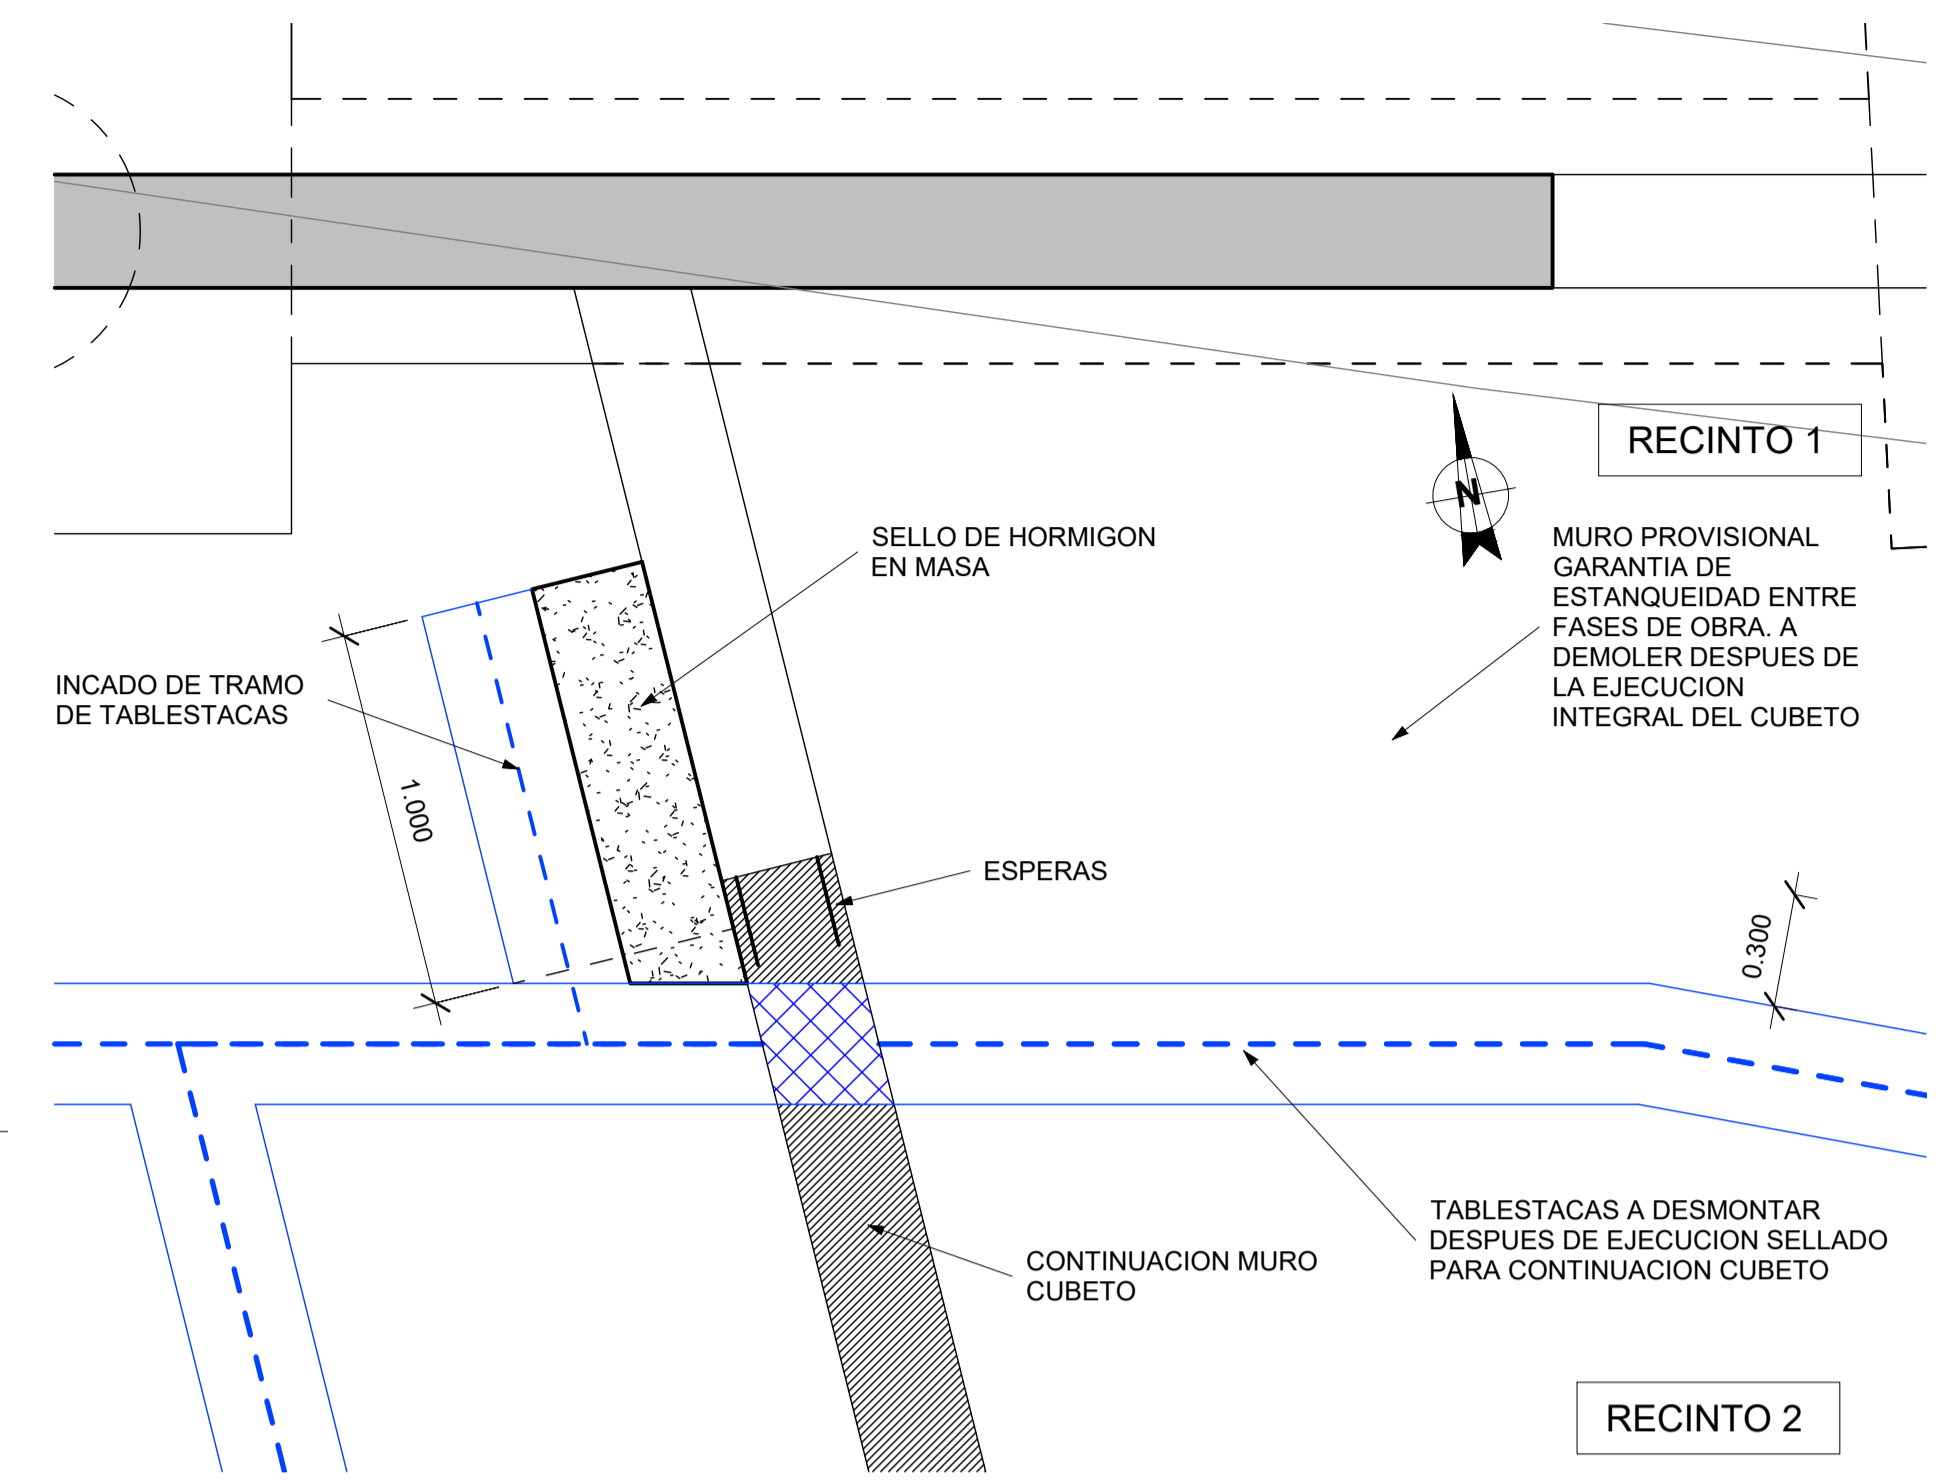 RECINTO 1
N
SELLO DE HORMIGON
EN MASA
MURO PROVISIONAL
GARANTIA DE
ESTANQUEIDAD ENTRE
FASES DE OBRA. A
DEMOLER DESPUES DE
LA EJECUCION
INTEGRAL DEL CUBETO
INCADO DE TRAMO
DE TABLESTACAS
1.000
ESPERAS
0.300
TABLESTACAS A DESMONTAR
DESPUES DE EJECUCION SELLADO
PARA CONTINUACION CUBETO
CONTINUACION MURO
CUBETO
RECINTO 2